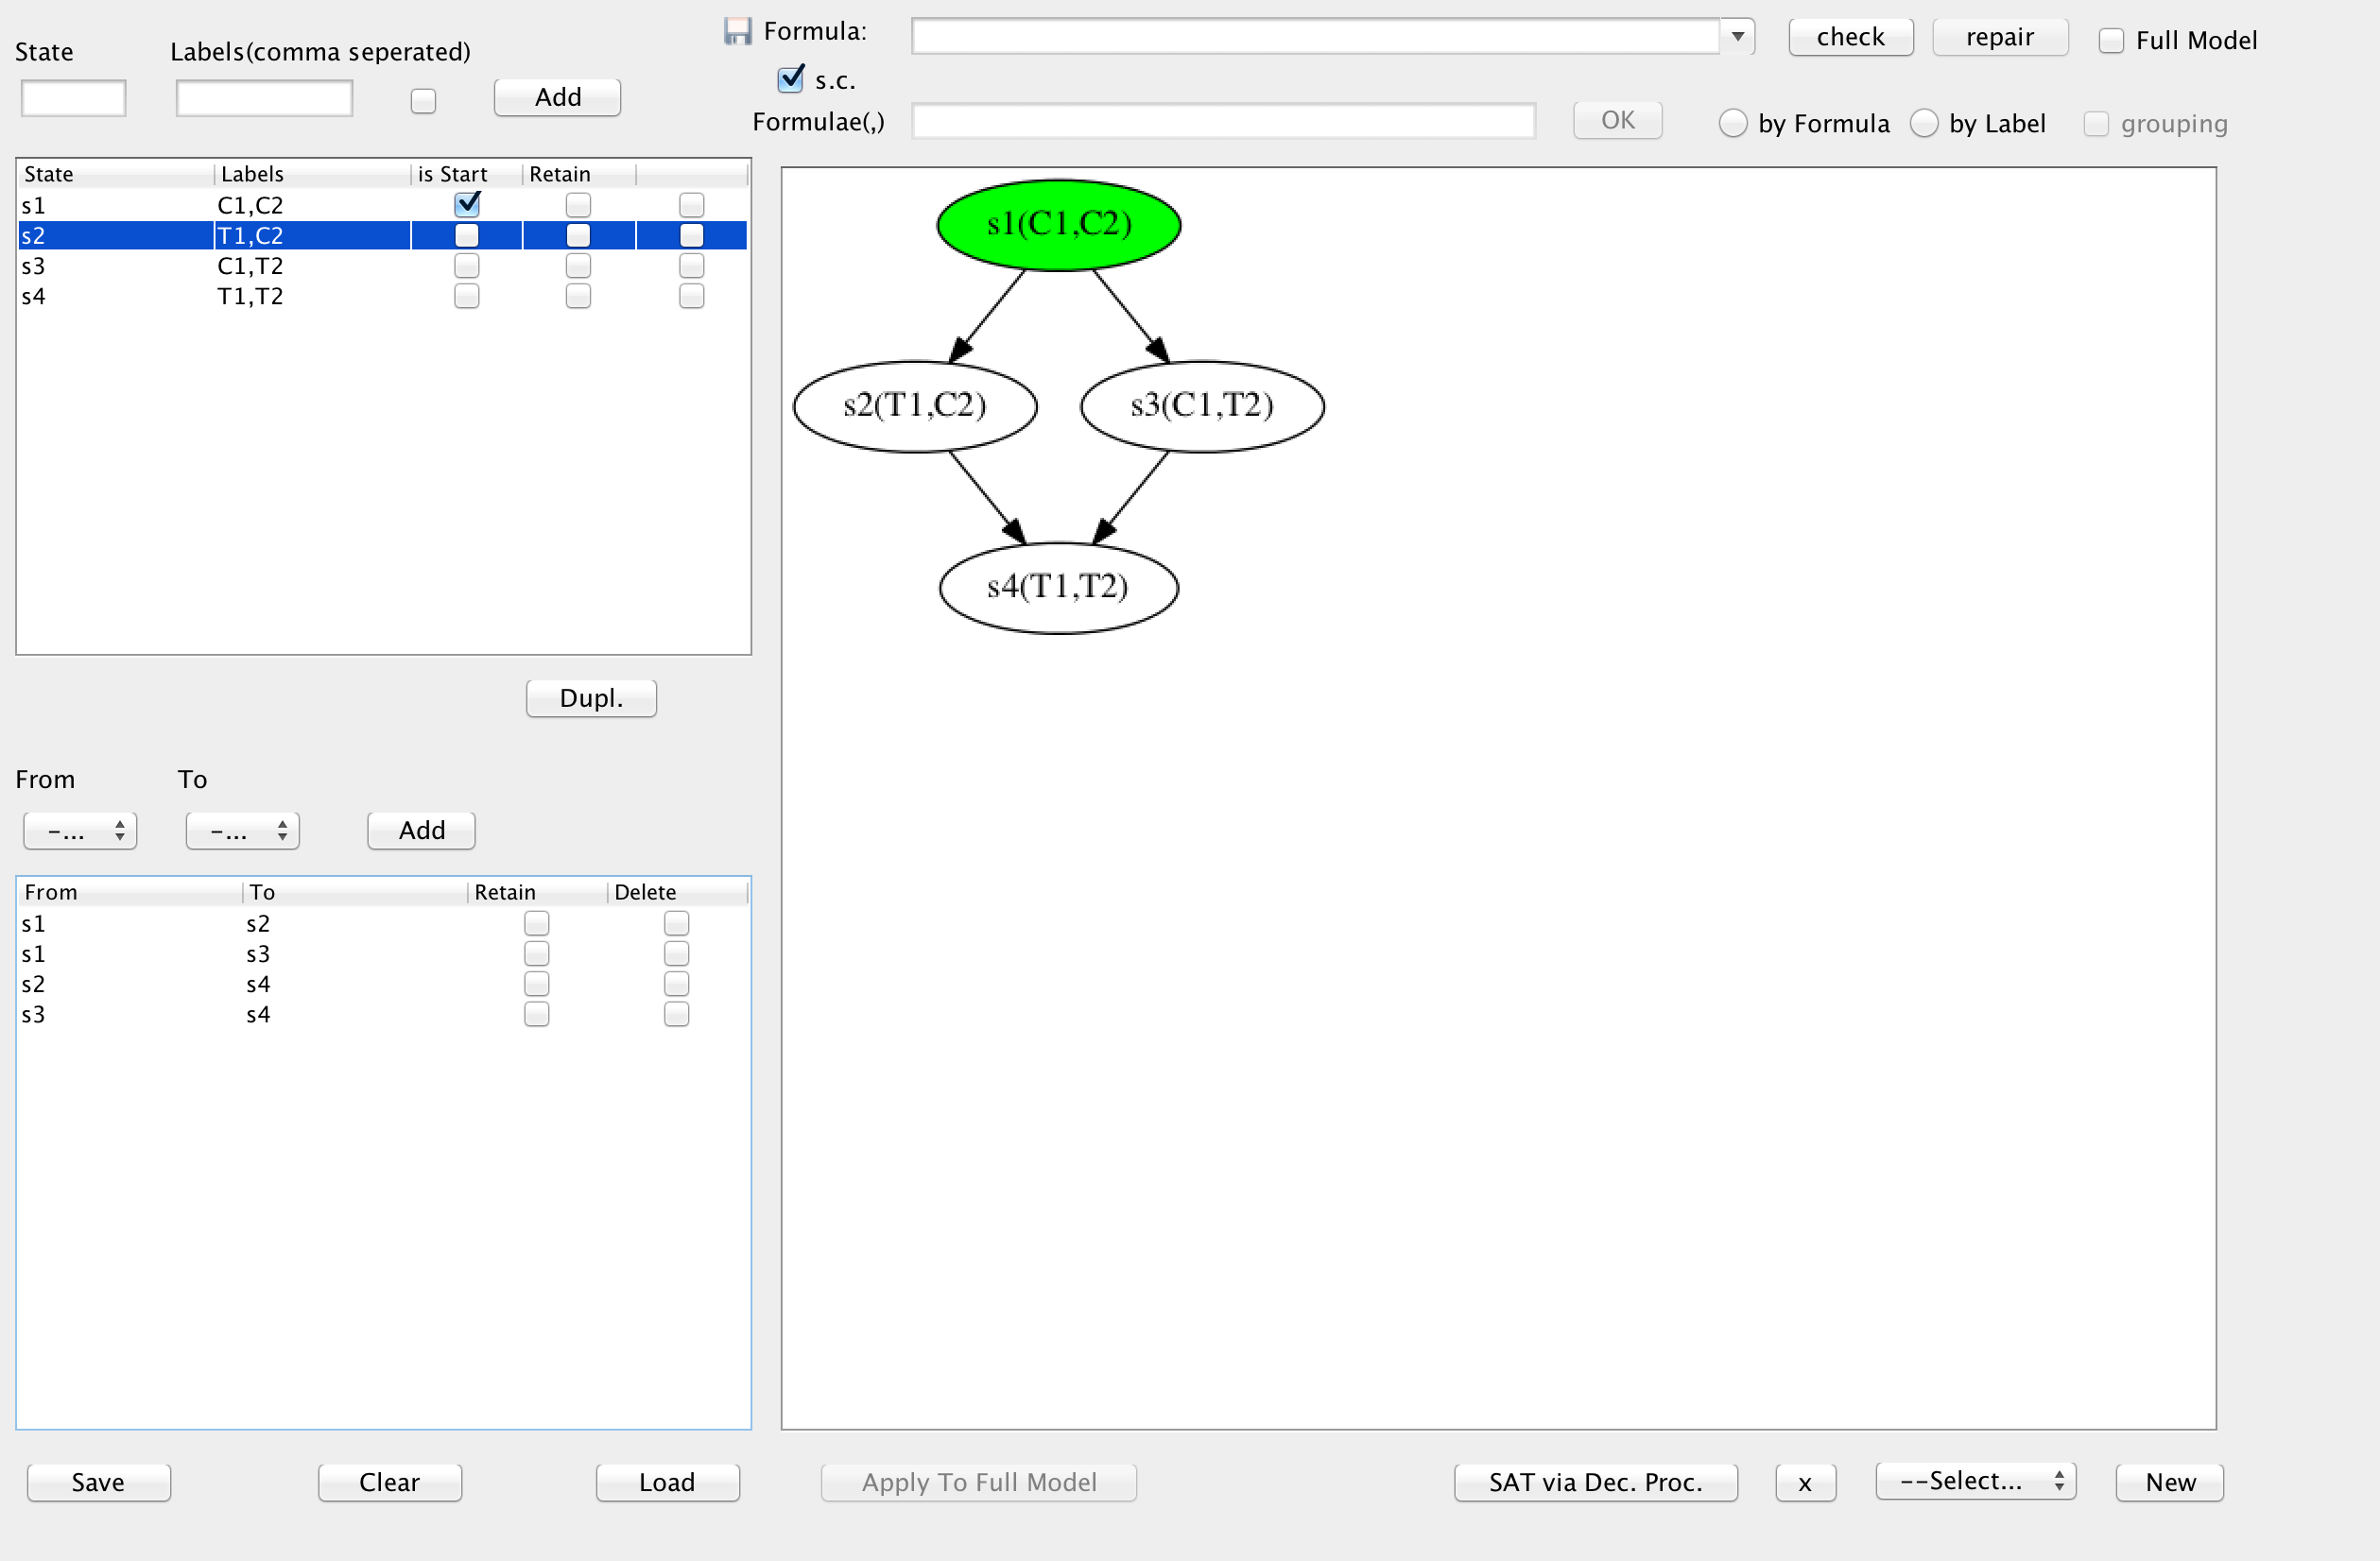 State Labels(comma seperated)
Add
Formula:
check repair Full Model
s.c.
Formulae(,)
OK by Formula by Label grouping
State Labels is Start Retain
s1 C1,C2
s2 T1,C2
s3 C1,T2
s4 T1,T2
Dupl.
From To
-... -... Add
From To Retain Delete
s1 s2
s1 s3
s2 s4
s3 s4
s1(C1,C2)
s2(T1,C2) s3(C1,T2)
s4(T1,T2)
Save Clear Load Apply To Full Model SAT via Dec. Proc. x --Select... New